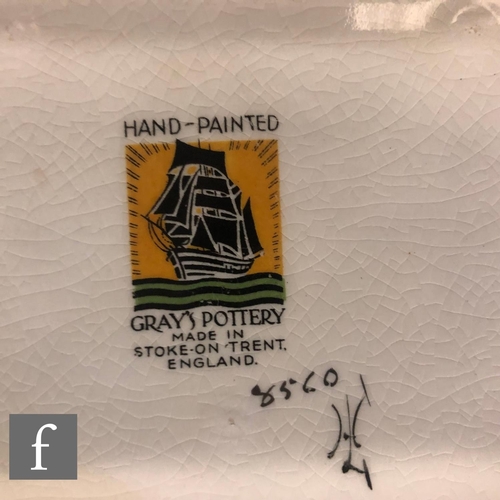 HAND-PAINTED
GRAY'S POTTERY
MADE IN
STOKE-ON-TRENT,
ENGLAND.
8560
f